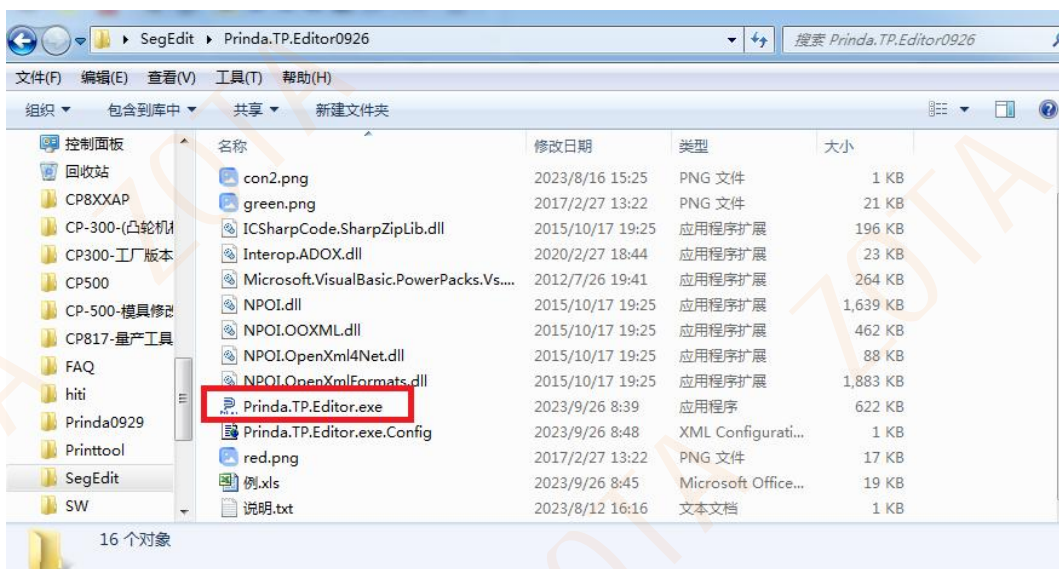 SegEdit ▸ Prinda.TP.Editor0926 搜索 Prinda.TP.Editor0926
文件(F) 编辑(E) 查看(V) 工具(T) 帮助(H)
组织 包含到库中 共享 新建文件夹
控制面板
回收站
CP8XXAP
CP-300-(凸轮机
CP300-工厂版本
CP500
CP-500-模具修改
CP817-量产工具
FAQ
hiti
Prinda0929
Printtool
SegEdit
SW
名称 修改日期 类型 大小
con2.png 2023/8/16 15:25 PNG 文件 1 KB
green.png 2017/2/27 13:22 PNG 文件 21 KB
ICSharpCode.SharpZipLib.dll 2015/10/17 19:25 应用程序扩展 196 KB
Interop.ADOX.dll 2020/2/27 18:44 应用程序扩展 23 KB
Microsoft.VisualBasic.PowerPacks.Vs.... 2012/7/26 19:41 应用程序扩展 264 KB
NPOI.dll 2015/10/17 19:25 应用程序扩展 1,639 KB
NPOI.OOXML.dll 2015/10/17 19:25 应用程序扩展 462 KB
NPOI.OpenXml4Net.dll 2015/10/17 19:25 应用程序扩展 88 KB
NPOI.OpenXmlFormats.dll 2015/10/17 19:25 应用程序扩展 1,883 KB
Prinda.TP.Editor.exe 2023/9/26 8:39 应用程序 622 KB
Prinda.TP.Editor.exe.Config 2023/9/26 8:48 XML Configurati... 1 KB
red.png 2017/2/27 13:22 PNG 文件 17 KB
例.xls 2023/9/26 8:45 Microsoft Office... 19 KB
说明.txt 2023/8/12 16:16 文本文档 1 KB
16 个对象
ZOTA
ZOTA
ZOTA